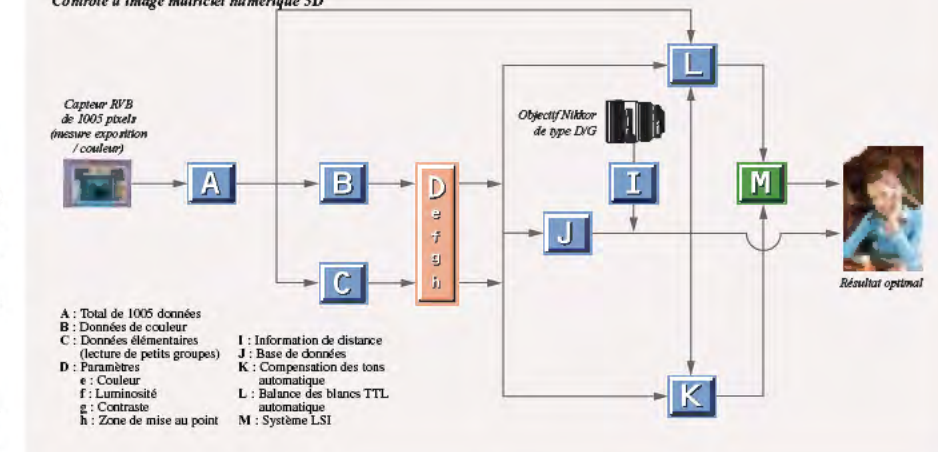 Contrôle d'image matriciel numérique 3D
Capteur RVB
de 1005 pixels
(mesure exposition
/ couleur)
Objectif Nikkor
de type D/G
A
B
C
D
e
f
g
h
I
J
K
L
M
Résultat optimal
A : Total de 1005 données
B : Données de couleur
C : Données élémentaires
(lecture de petits groupes)
D : Paramètres
e : Couleur
f : Luminosité
g : Contraste
h : Zone de mise au point
I : Information de distance
J : Base de données
K : Compensation des tons
automatique
L : Balance des blancs TTL
automatique
M : Système LSI